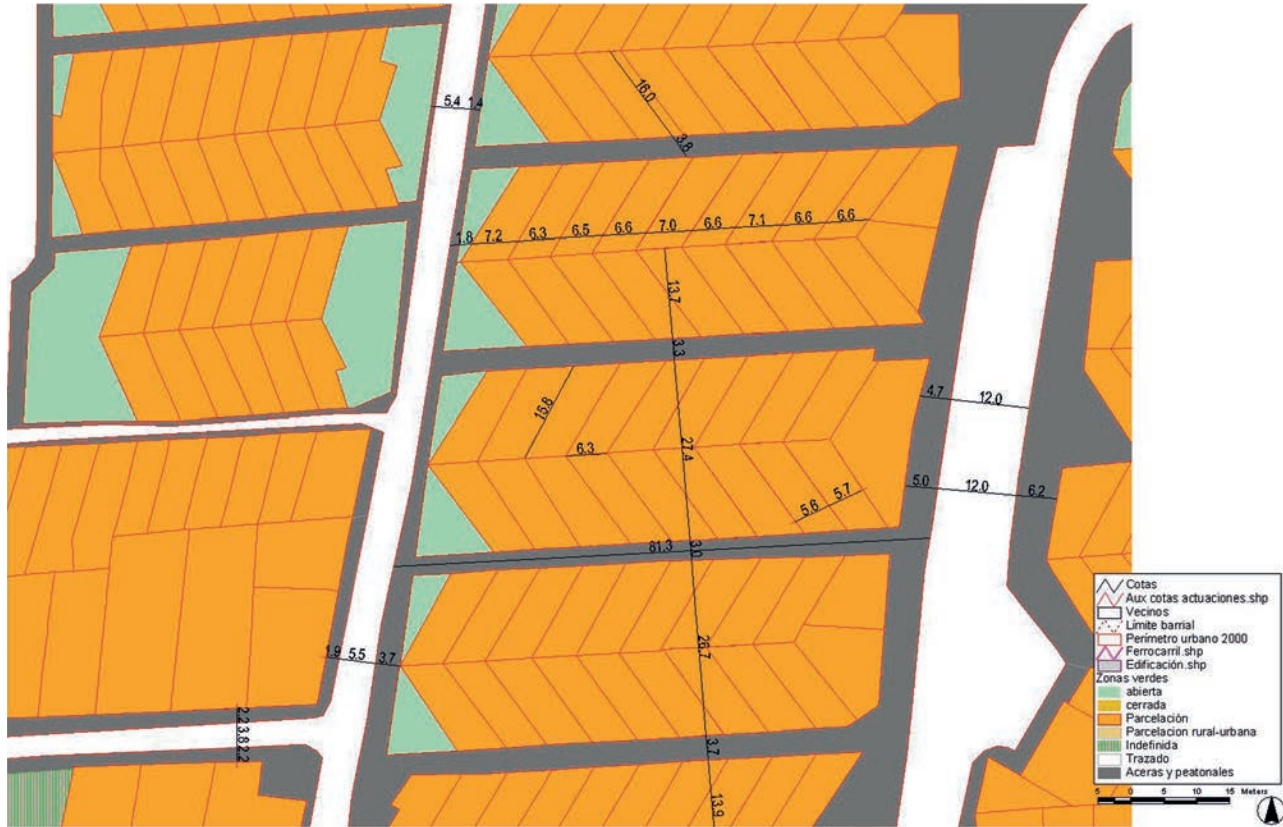 16.0
5.4 1.4
3.8
1.8 7.2 6.3 6.5 6.6 7.0 6.6 7.1 6.6 6.6
13.7
3.3
15.8
4.7 12.0
6.3
27.4
5.6 5.7
5.0 12.0 6.2
81.3
3.0
1.9 5.5 3.7
26.7
2.2 3.8 2.2
3.7
13.9
Cotas
Aux cotas actuaciones.shp
Vecinos
Límite barrial
Perímetro urbano 2000
Ferrocarril.shp
Edificación.shp
Zonas verdes
abierta
cerrada
Parcelación
Parcelacion rural-urbana
Indefinida
Trazado
Aceras y peatonales
5 0 5 10 15 Meters